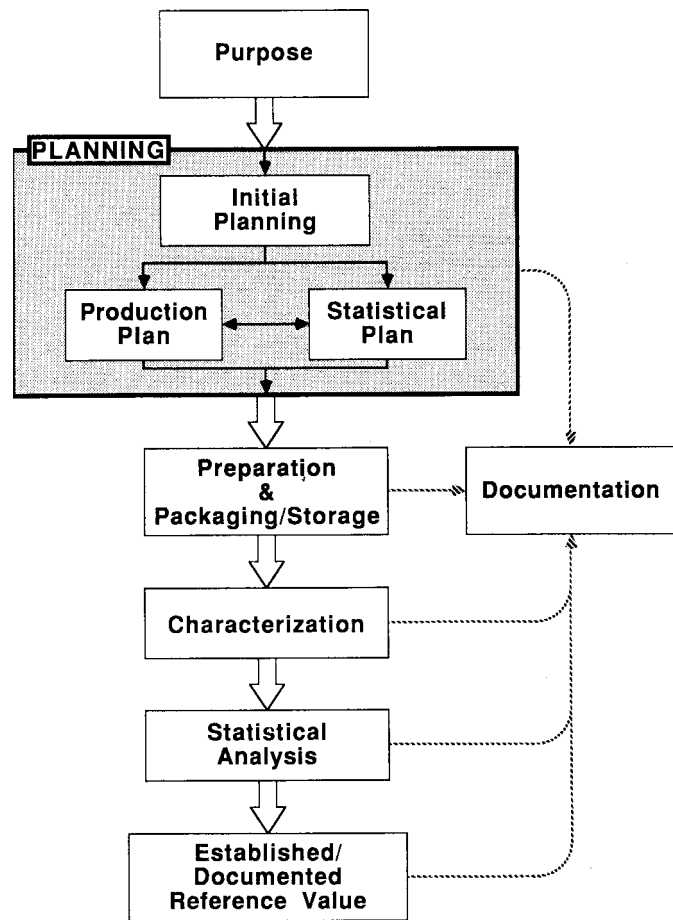 Purpose
PLANNING
Initial
Planning
Production
Plan
Statistical
Plan
Preparation
&
Packaging/Storage
Documentation
Characterization
Statistical
Analysis
Established/
Documented
Reference Value